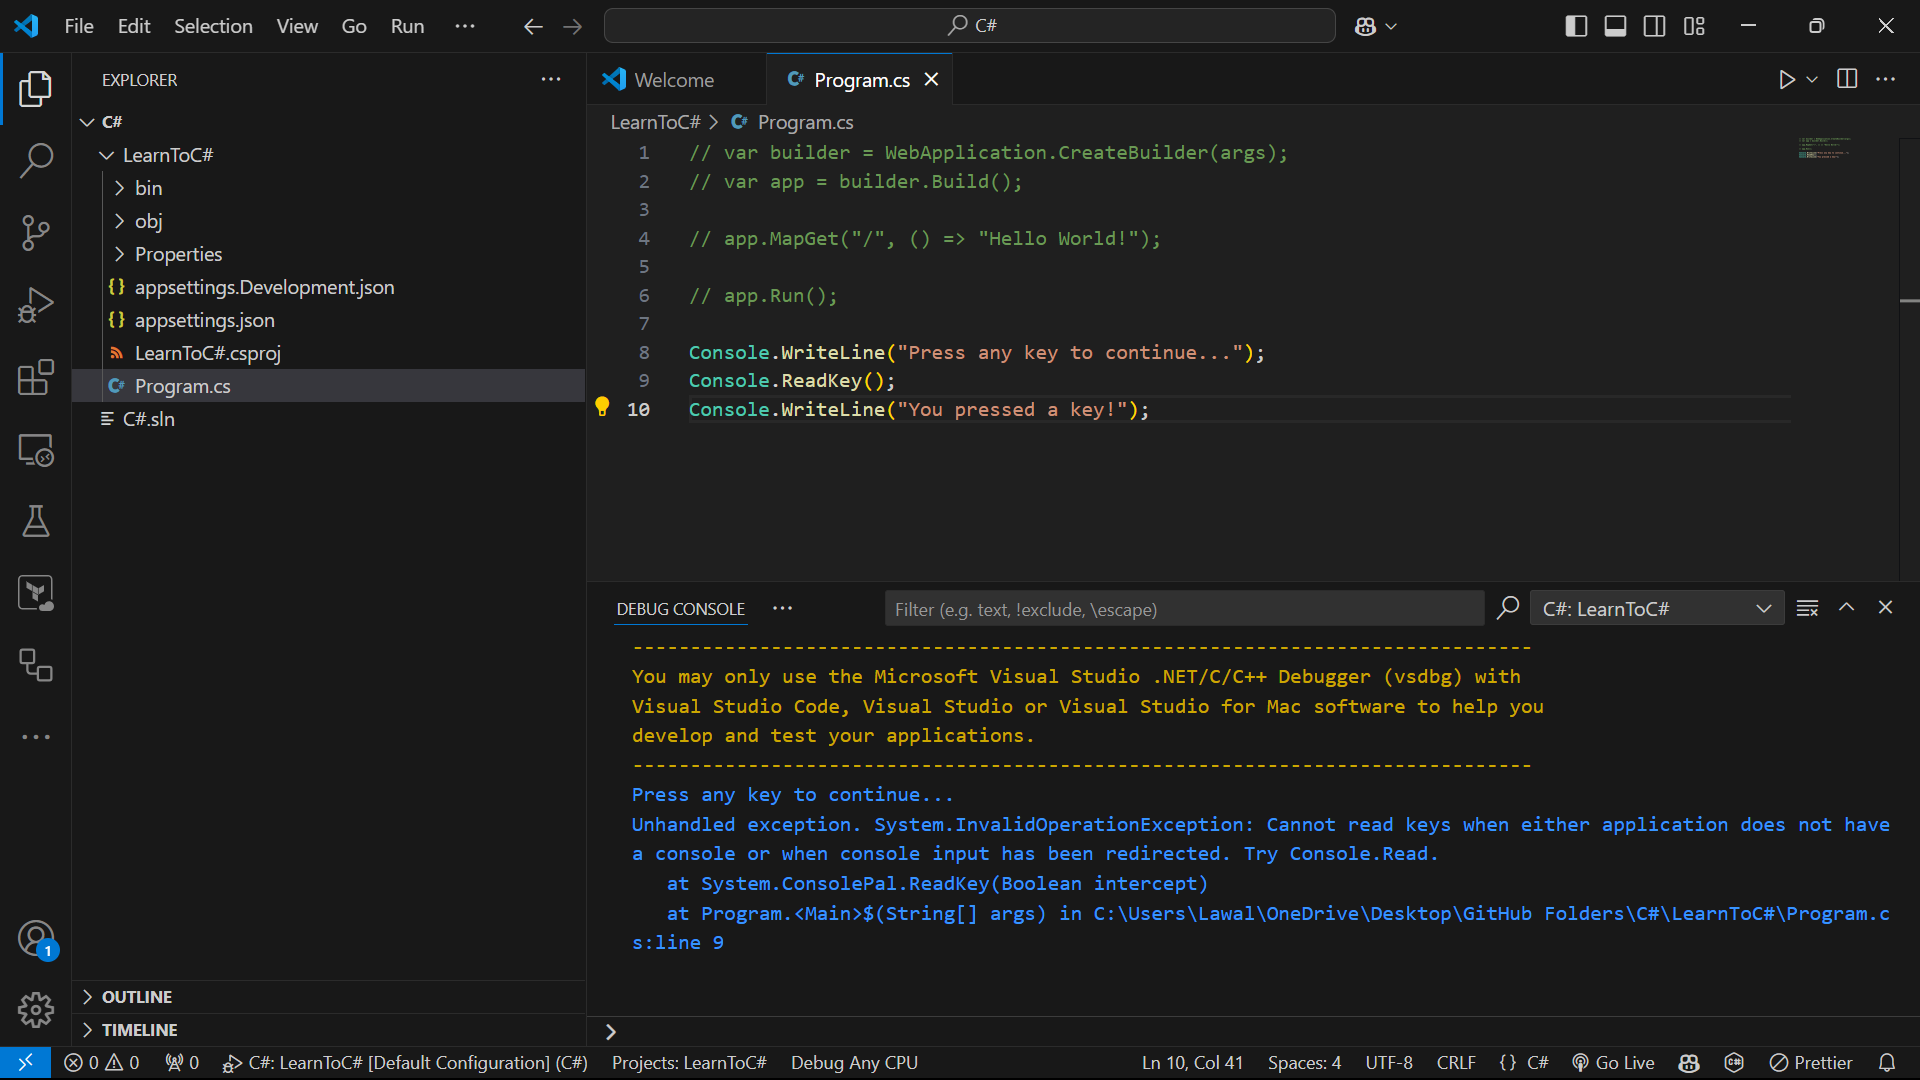 File Edit Selection View Go Run ··· C#
EXPLORER ···
C#
LearnToC#
bin
obj
Properties
{} appsettings.Development.json
{} appsettings.json
LearnToC#.csproj
C# Program.cs
C#.sln
OUTLINE
TIMELINE
Welcome
C# Program.cs
LearnToC# > C# Program.cs
1 // var builder = WebApplication.CreateBuilder(args);
2 // var app = builder.Build();
3
4 // app.MapGet("/", () => "Hello World!");
5
6 // app.Run();
7
8 Console.WriteLine("Press any key to continue...");
9 Console.ReadKey();
10 Console.WriteLine("You pressed a key!");
DEBUG CONSOLE ··· Filter (e.g. text, !exclude, \escape) C#: LearnToC#
------------------------------------------------------------------------------
You may only use the Microsoft Visual Studio .NET/C/C++ Debugger (vsdbg) with
Visual Studio Code, Visual Studio or Visual Studio for Mac software to help you
develop and test your applications.
------------------------------------------------------------------------------
Press any key to continue...
Unhandled exception. System.InvalidOperationException: Cannot read keys when either application does not have
a console or when console input has been redirected. Try Console.Read.
at System.ConsolePal.ReadKey(Boolean intercept)
at Program.<Main>$(String[] args) in C:\Users\Lawal\OneDrive\Desktop\GitHub Folders\C#\LearnToC#\Program.c
s:line 9
>
1
0 0 0 C#: LearnToC# [Default Configuration] (C#) Projects: LearnToC# Debug Any CPU Ln 10, Col 41 Spaces: 4 UTF-8 CRLF {} C# Go Live Prettier